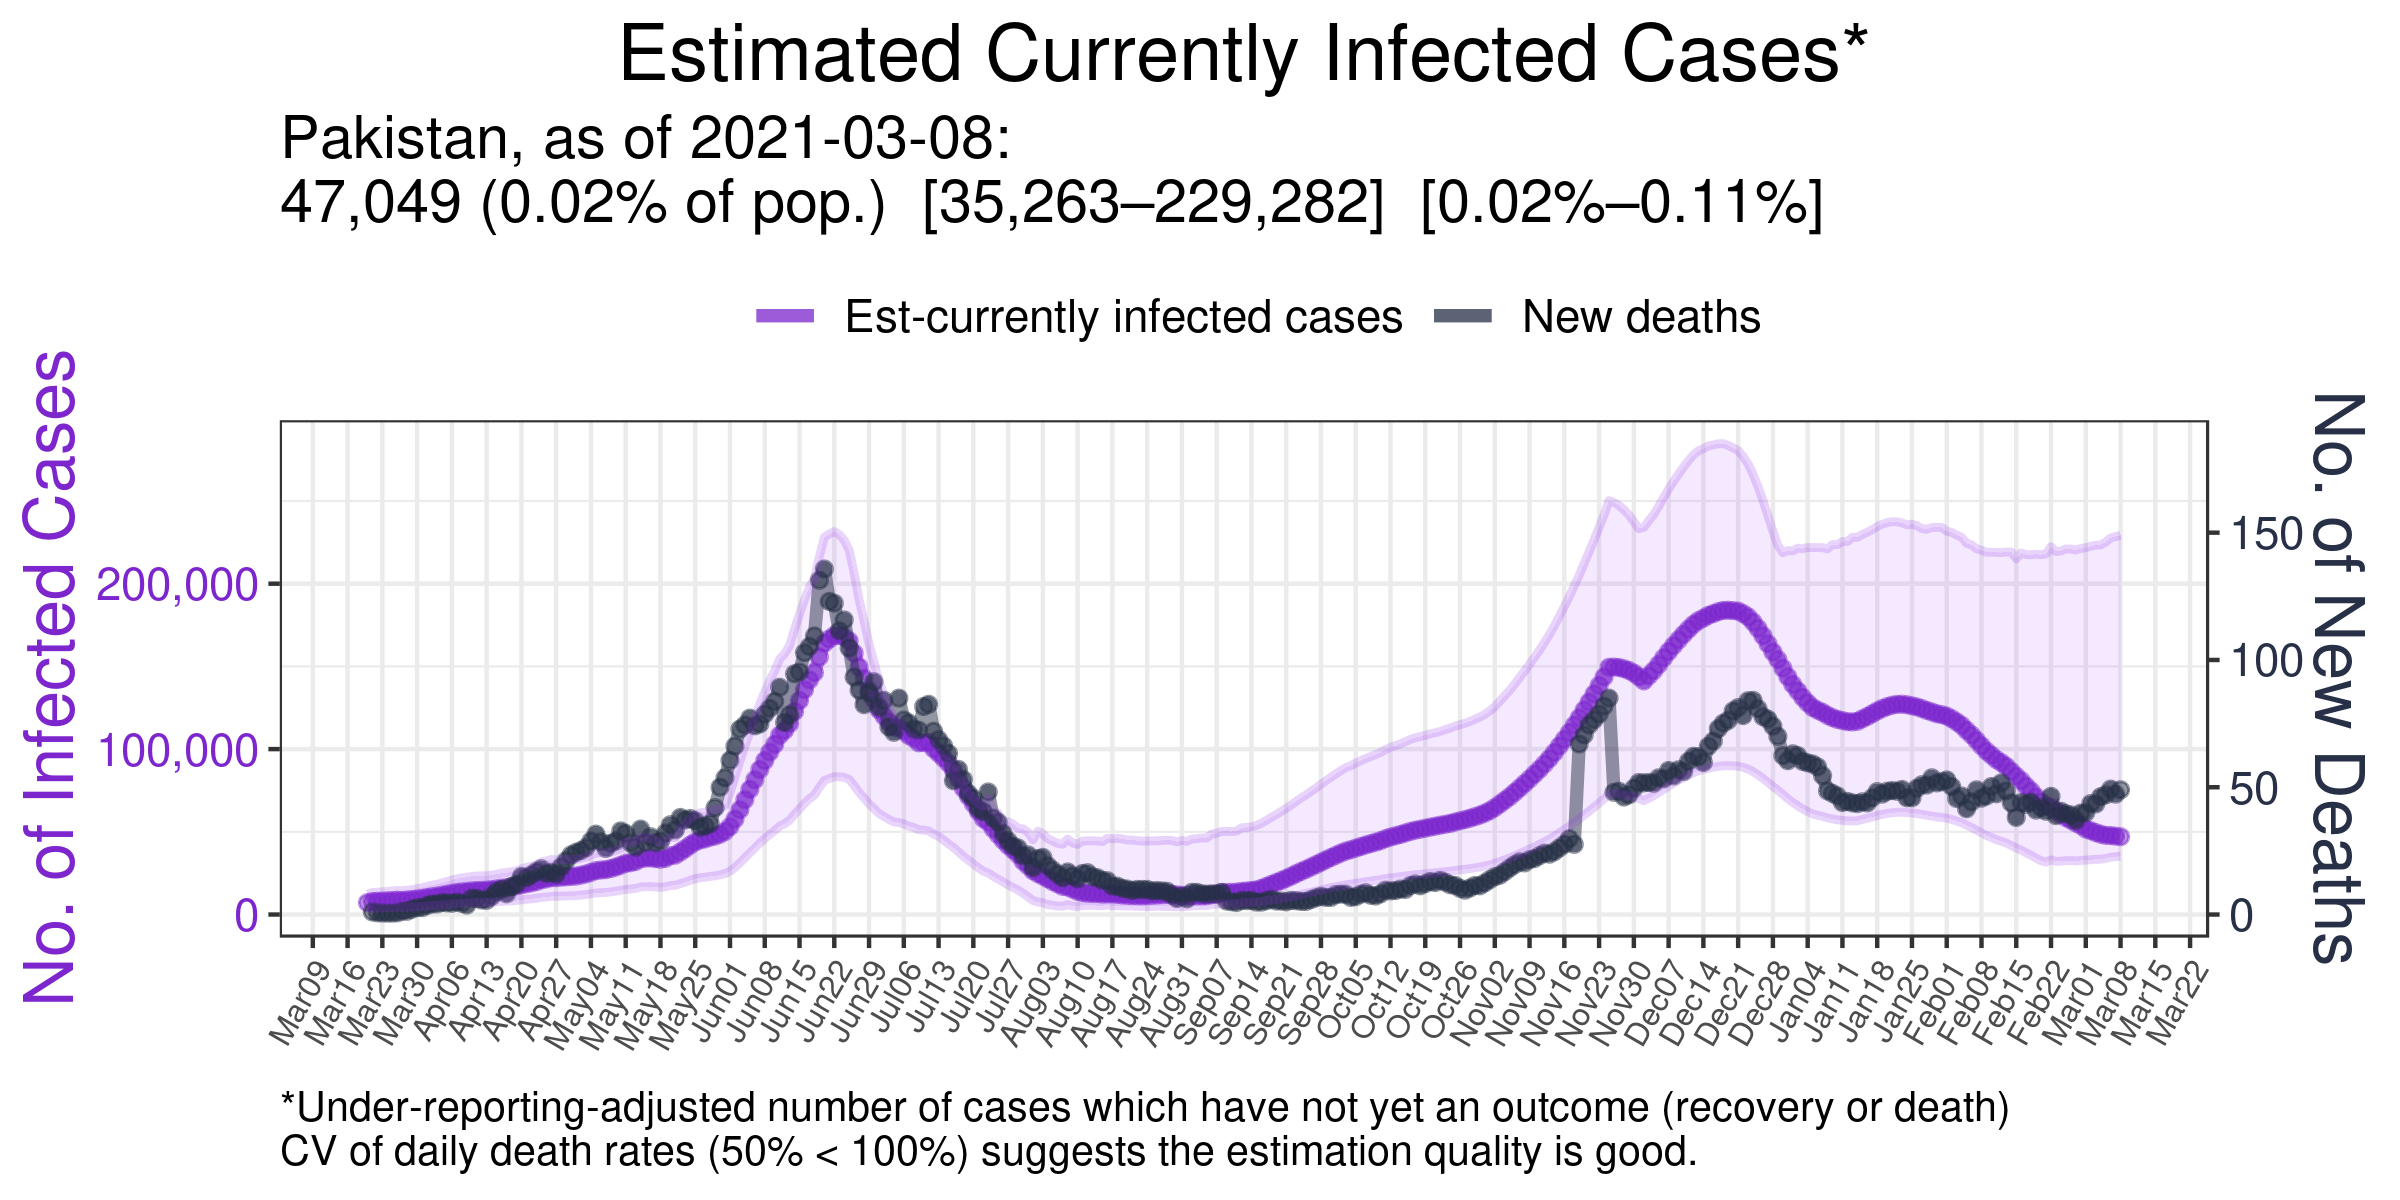 Estimated Currently Infected Cases*
Pakistan, as of 2021-03-08:
47,049 (0.02% of pop.) [35,263–229,282] [0.02%–0.11%]
Est-currently infected cases New deaths
No. of Infected Cases
200,000
100,000
0
150
100
50
0
No. of New Deaths
Mar09 Mar16 Mar23 Mar30 Apr06 Apr13 Apr20 Apr27 May04 May11 May18 May25 Jun01 Jun08 Jun15 Jun22 Jun29 Jul06 Jul13 Jul20 Jul27 Aug03 Aug10 Aug17 Aug24 Aug31 Sep07 Sep14 Sep21 Sep28 Oct05 Oct12 Oct19 Oct26 Nov02 Nov09 Nov16 Nov23 Nov30 Dec07 Dec14 Dec21 Dec28 Jan04 Jan11 Jan18 Jan25 Feb01 Feb08 Feb15 Feb22 Mar01 Mar08 Mar15 Mar22
*Under-reporting-adjusted number of cases which have not yet an outcome (recovery or death)
CV of daily death rates (50% < 100%) suggests the estimation quality is good.